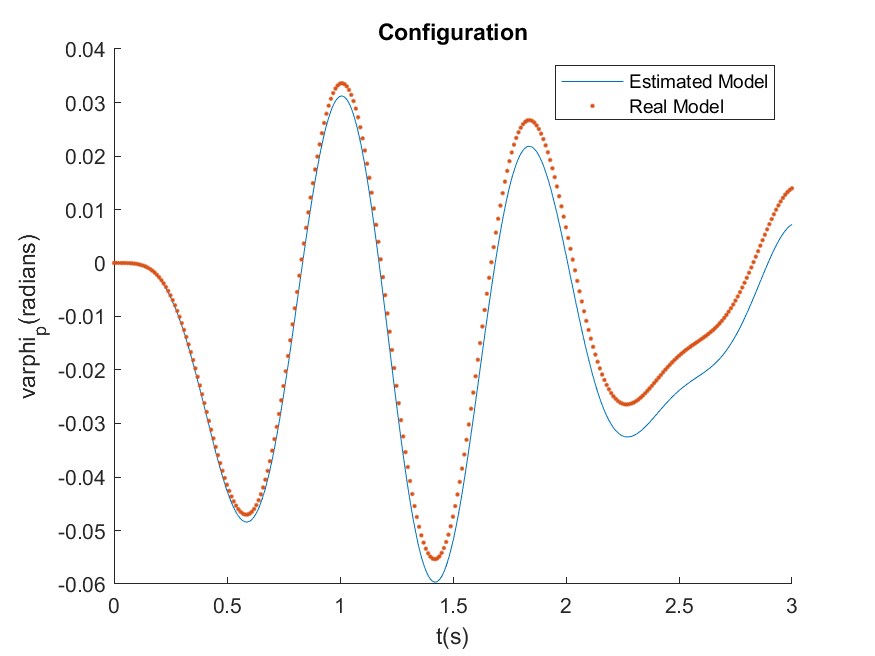 Configuration
0.04
0.03
0.02
0.01
0
-0.01
-0.02
-0.03
-0.04
-0.05
-0.06
varphi_p(radians)
Estimated Model
Real Model
0 0.5 1 1.5 2 2.5 3
t(s)